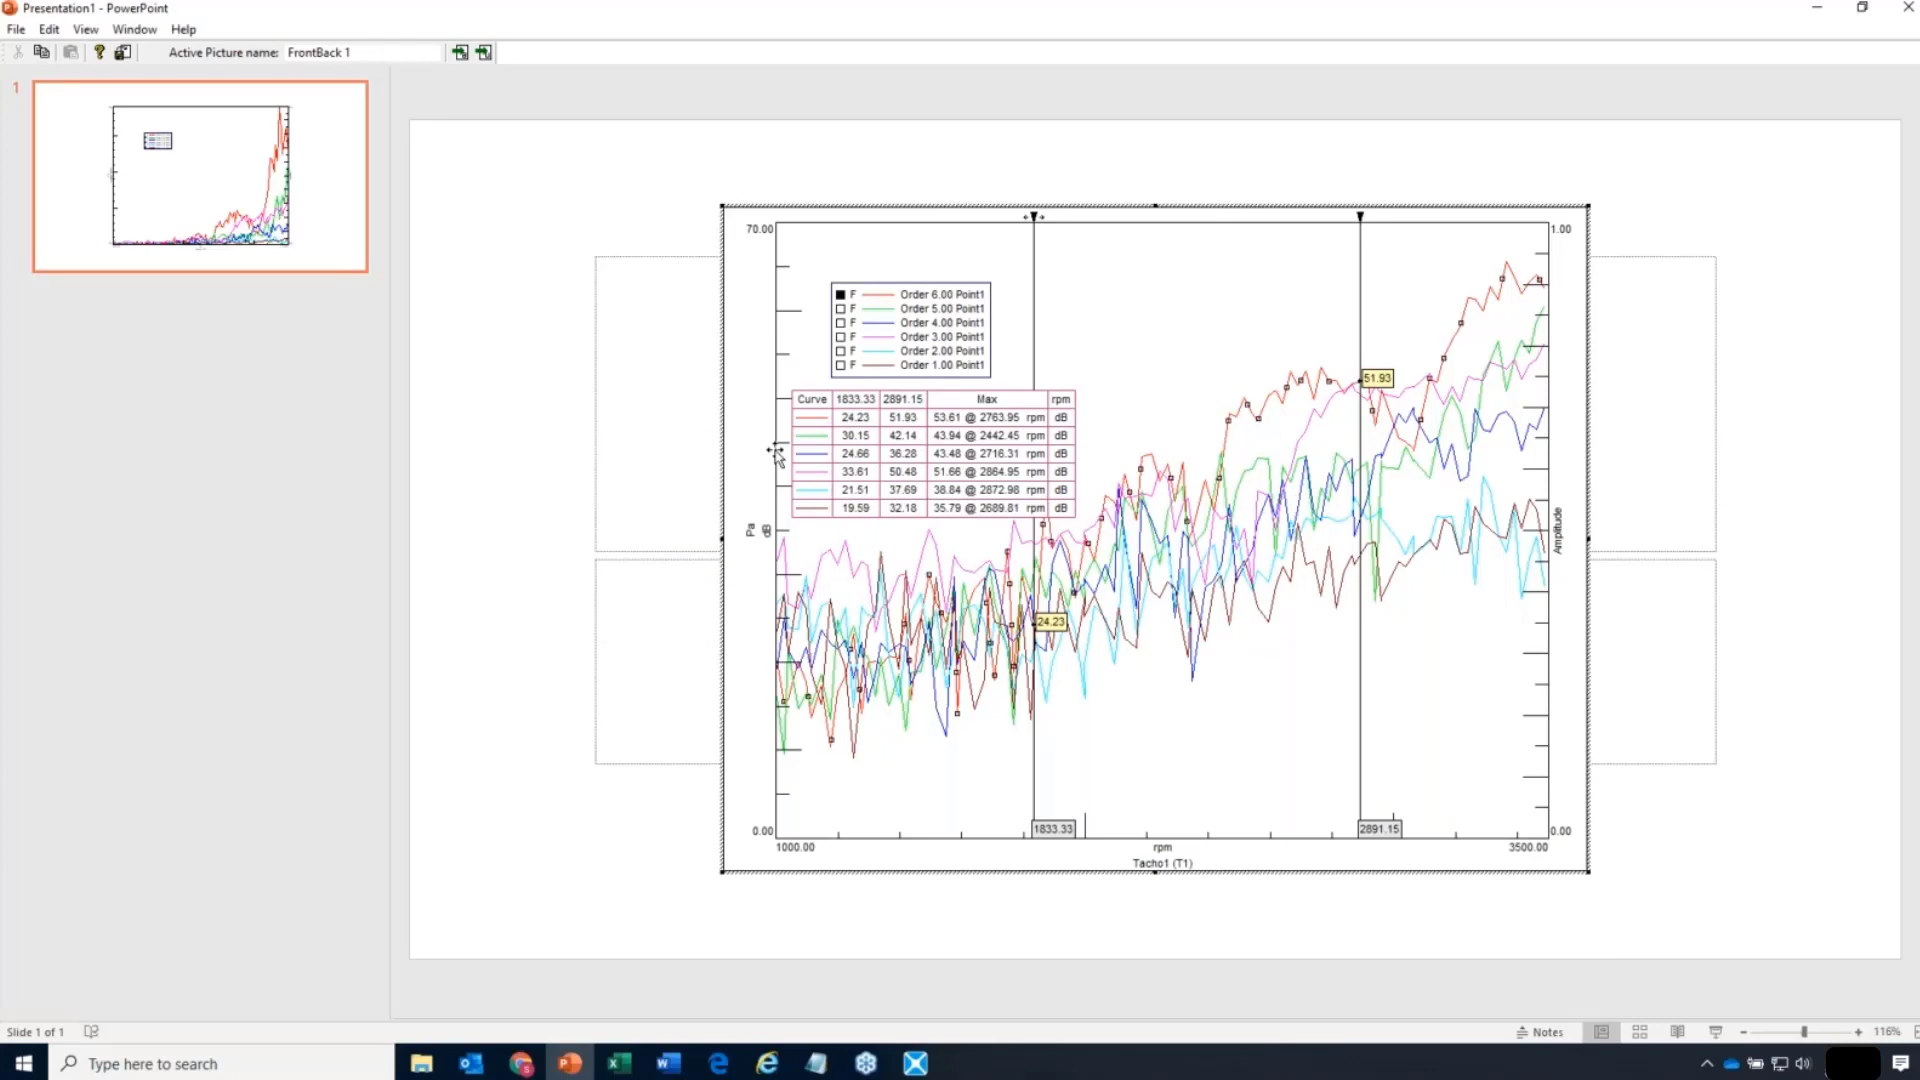 Presentation1 - PowerPoint
File Edit View Window Help
Active Picture name: FrontBack 1
1
70.00
1.00
F Order 6.00 Point1
F Order 5.00 Point1
F Order 4.00 Point1
F Order 3.00 Point1
F Order 2.00 Point1
F Order 1.00 Point1
51.93
Curve 1833.33 2891.15 Max rpm
24.23 51.93 53.61 @ 2763.95 rpm dB
30.15 42.14 43.94 @ 2442.45 rpm dB
24.66 36.28 43.48 @ 2716.31 rpm dB
33.61 50.48 51.66 @ 2864.95 rpm dB
21.51 37.69 38.84 @ 2872.98 rpm dB
19.59 32.18 35.79 @ 2689.81 rpm dB
Pa
dB
Amplitude
24.23
0.00
1833.33
2891.15
0.00
1000.00
rpm
3500.00
Tacho1 (T1)
Slide 1 of 1
Notes
116%
Type here to search